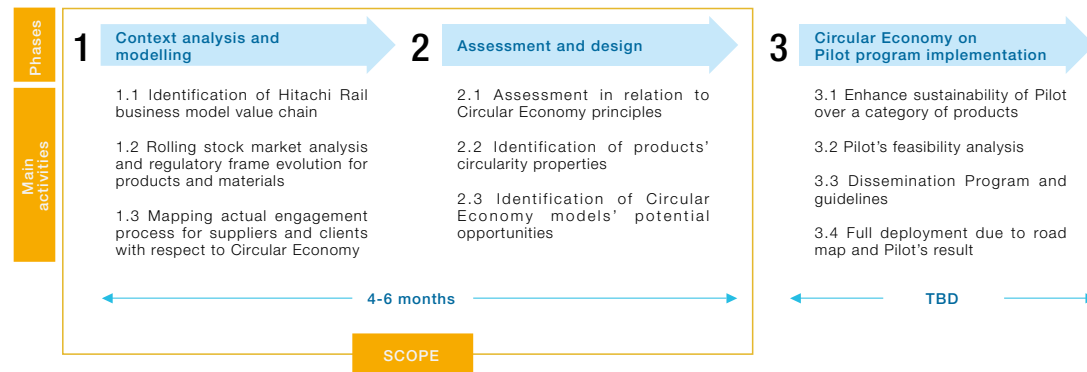 Phases
1
Context analysis and
modelling
2
Assessment and design
3
Circular Economy on
Pilot program implementation
Main
activities
1.1 Identification of Hitachi Rail
business model value chain
1.2 Rolling stock market analysis
and regulatory frame evolution for
products and materials
1.3 Mapping actual engagement
process for suppliers and clients
with respect to Circular Economy
2.1 Assessment in relation to
Circular Economy principles
2.2 Identification of products’
circularity properties
2.3 Identification of Circular
Economy models’ potential
opportunities
3.1 Enhance sustainability of Pilot
over a category of products
3.2 Pilot’s feasibility analysis
3.3 Dissemination Program and
guidelines
3.4 Full deployment due to road
map and Pilot’s result
4-6 months
TBD
SCOPE